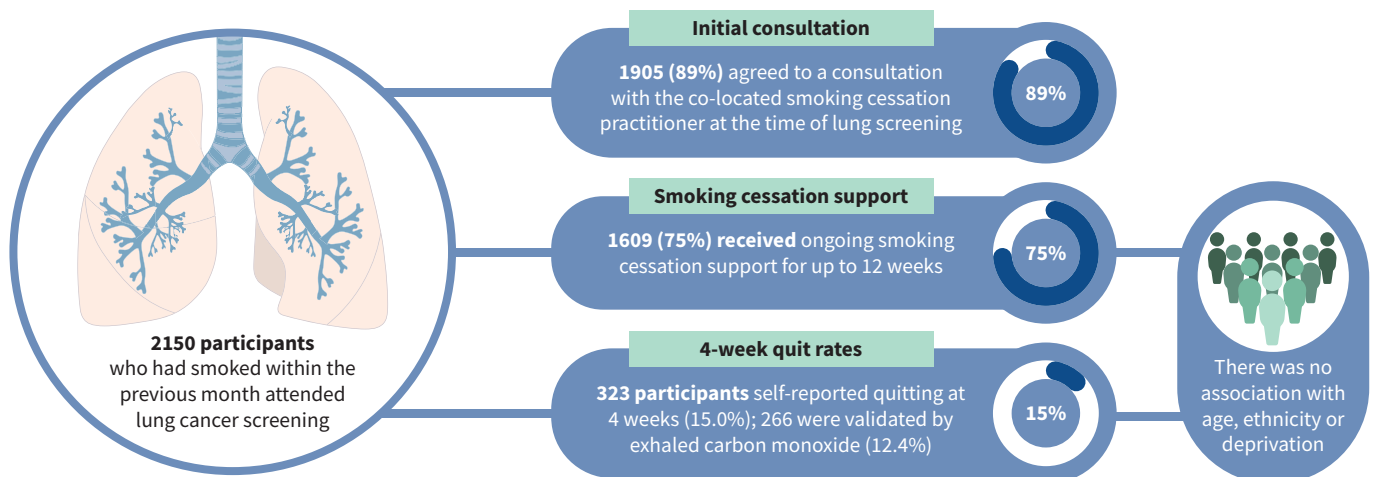 2150 participants
who had smoked within the
previous month attended
lung cancer screening
Initial consultation
1905 (89%) agreed to a consultation
with the co-located smoking cessation
practitioner at the time of lung screening
89%
Smoking cessation support
1609 (75%) received ongoing smoking
cessation support for up to 12 weeks
75%
4-week quit rates
323 participants self-reported quitting at
4 weeks (15.0%); 266 were validated by
exhaled carbon monoxide (12.4%)
15%
There was no
association with
age, ethnicity or
deprivation